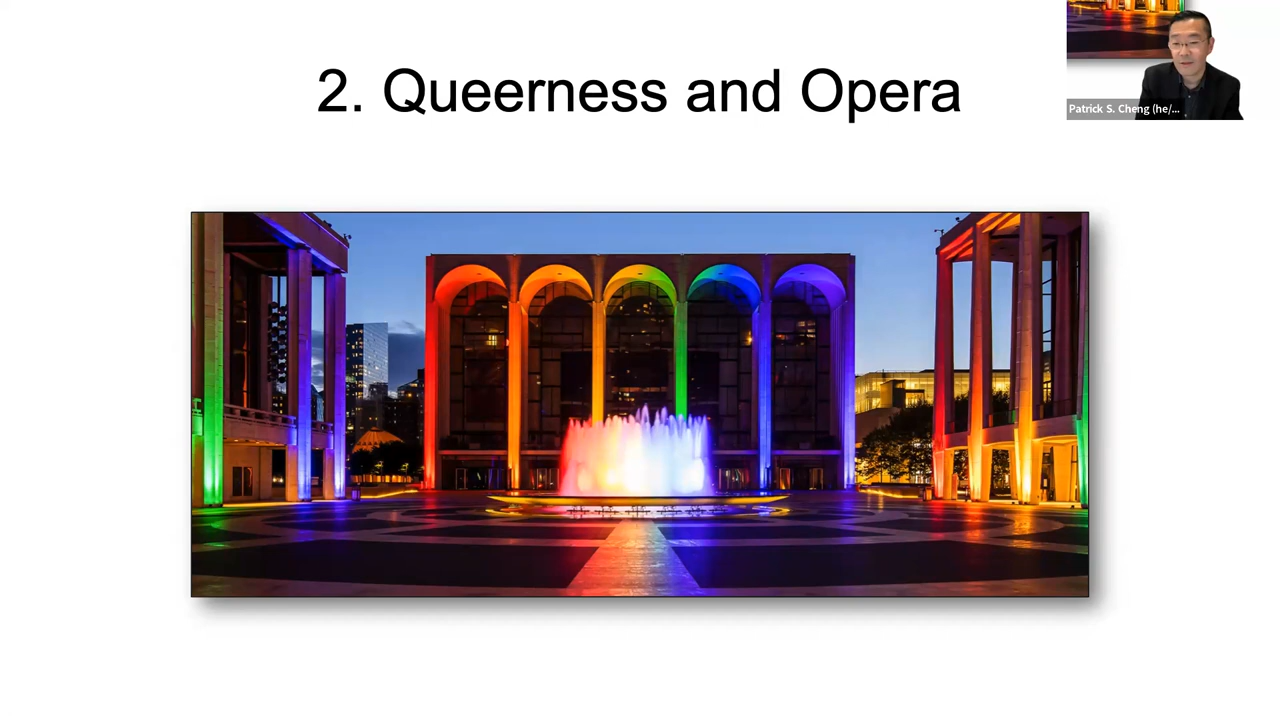 2. Queerness and Opera
Patrick S. Cheng (he/...